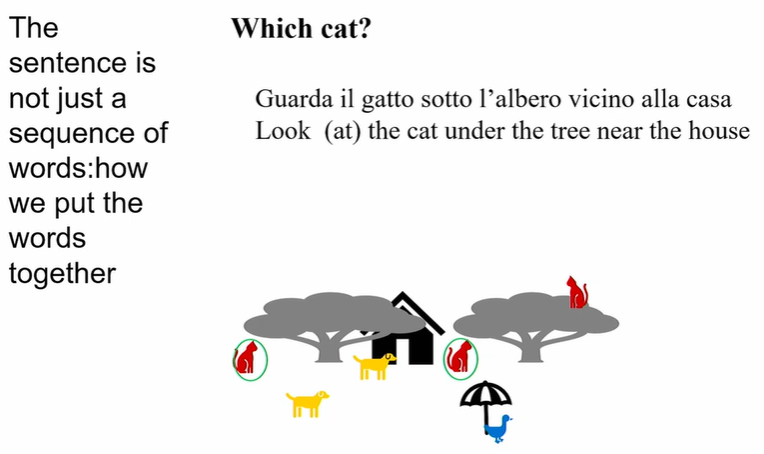 The
sentence is
not just a
sequence of
words:how
we put the
words
together
Which cat?
Guarda il gatto sotto l’albero vicino alla casa
Look (at) the cat under the tree near the house